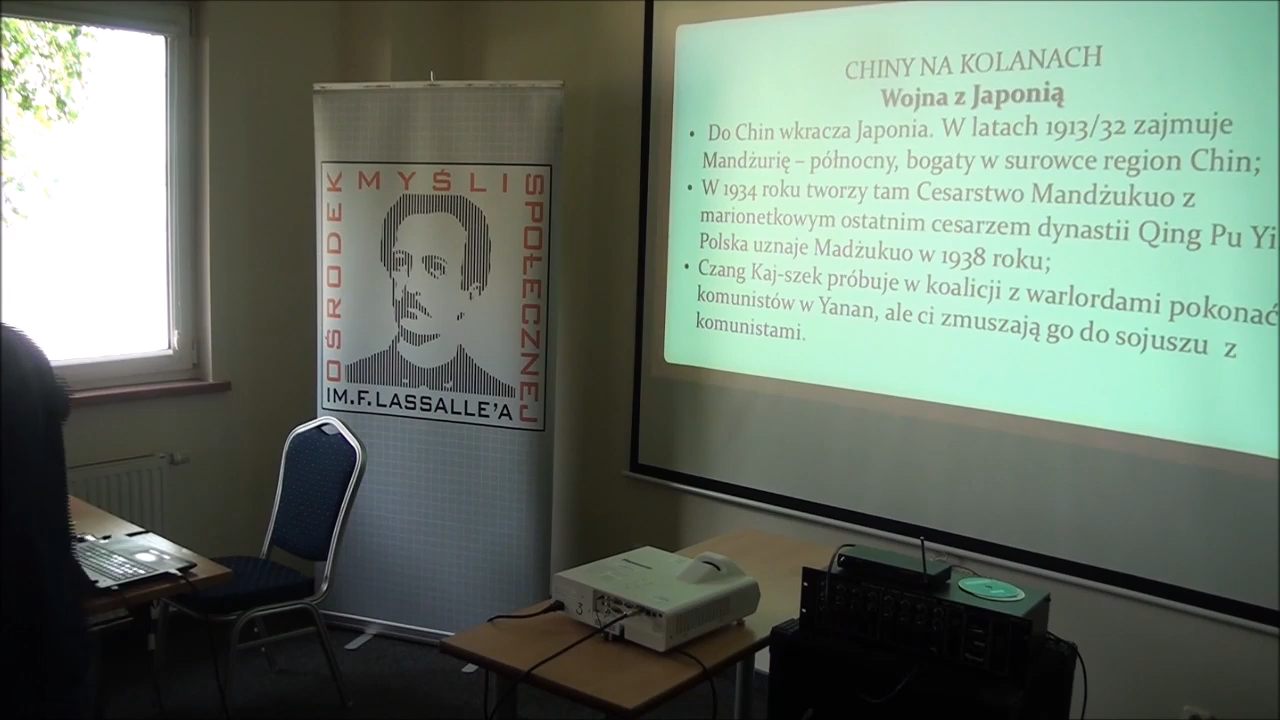 OŚRODEK MYŚLI SPOŁECZNEJ
IM. F. LASSALLE'A
CHINY NA KOLANACH
Wojna z Japonią
• Do Chin wkracza Japonia. W latach 1913/32 zajmuje
Mandżurię – północny, bogaty w surowce region Chin;
• W 1934 roku tworzy tam Cesarstwo Mandżukuo z
marionetkowym ostatnim cesarzem dynastii Qing Pu Yi
Polska uznaje Madżukuo w 1938 roku;
• Czang Kaj-szek próbuje w koalicji z warlordami pokonać
komunistów w Yanan, ale ci zmuszają go do sojuszu z
komunistami.
3